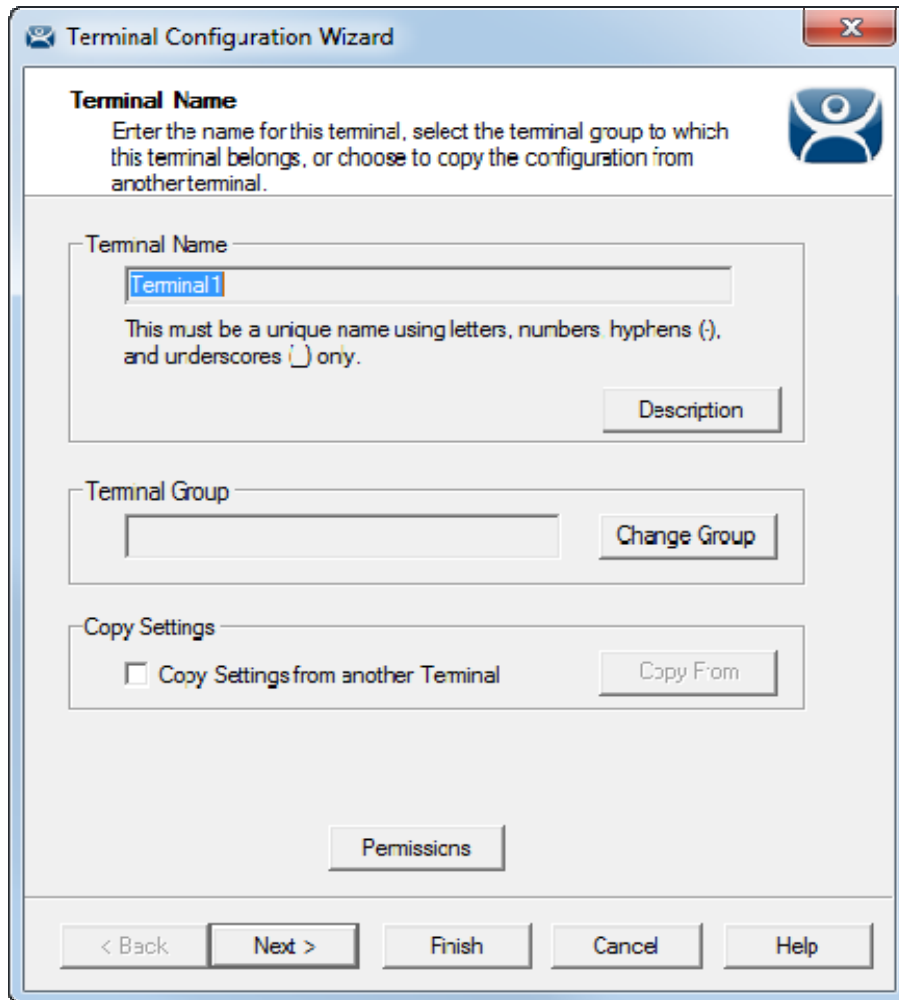 Terminal Configuration Wizard
Terminal Name
Enter the name for this terminal, select the terminal group to which
this terminal belongs, or choose to copy the configuration from
another terminal.
Terminal Name
Terminal1
This must be a unique name using letters, numbers, hyphens (-),
and underscores (_) only.
Description
Terminal Group
Change Group
Copy Settings
Copy Settings from another Terminal
Copy From
Permissions
< Back
Next >
Finish
Cancel
Help